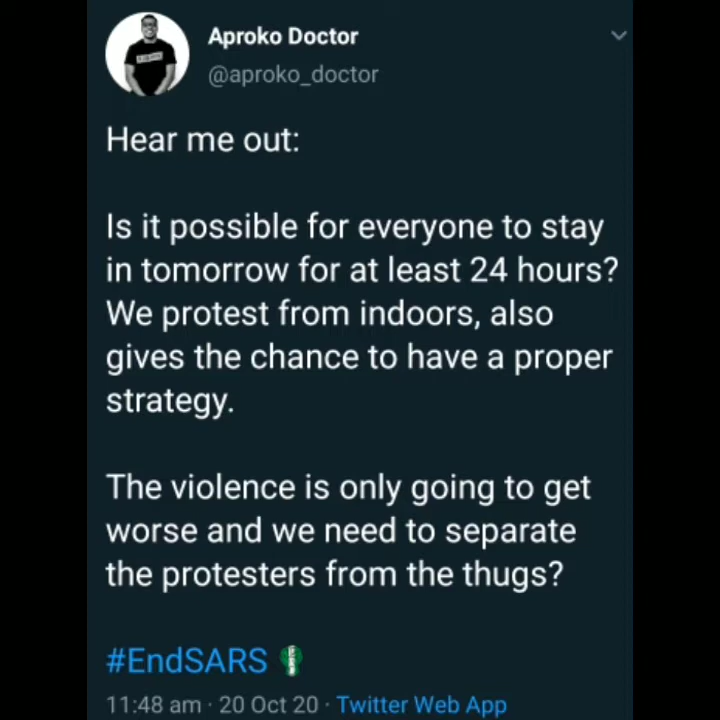 Aproko Doctor
@aproko_doctor
Hear me out:
Is it possible for everyone to stay
in tomorrow for at least 24 hours?
We protest from indoors, also
gives the chance to have a proper
strategy.
The violence is only going to get
worse and we need to separate
the protesters from the thugs?
#EndSARS
11:48 am · 20 Oct 20 · Twitter Web App